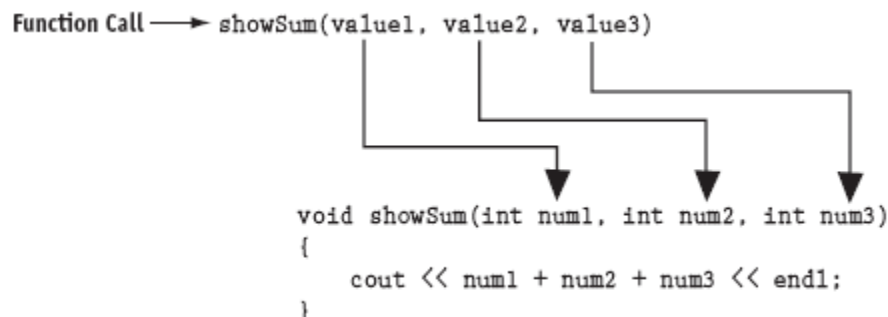 Function Call showSum(value1, value2, value3)
void showSum(int num1, int num2, int num3)
{
cout << num1 + num2 + num3 << endl;
}